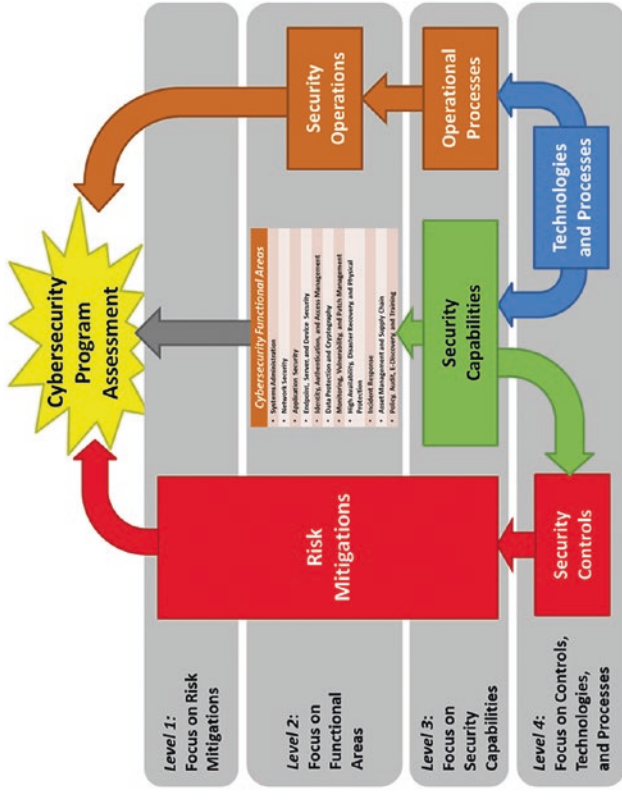 Cybersecurity
Program
Assessment
Level 1:
Focus on Risk
Mitigations
Level 2:
Focus on
Functional
Areas
Level 3:
Focus on
Security
Capabilities
Level 4:
Focus on Controls,
Technologies,
and Processes
Risk
Mitigations
Security
Controls
Cybersecurity Functional Areas
• Systems Administration
• Network Security
• Application Security
• Endpoint, Server, and Device Security
• Identity, Authentication, and Access Management
• Data Protection and Cryptography
• Monitoring, Vulnerability, and Patch Management
• High Availability, Disaster Recovery, and Physical
Protection
• Incident Response
• Asset Management and Supply Chain
• Policy, Audit, E-Discovery, and Training
Security
Capabilities
Security
Operations
Operational
Processes
Technologies
and Processes